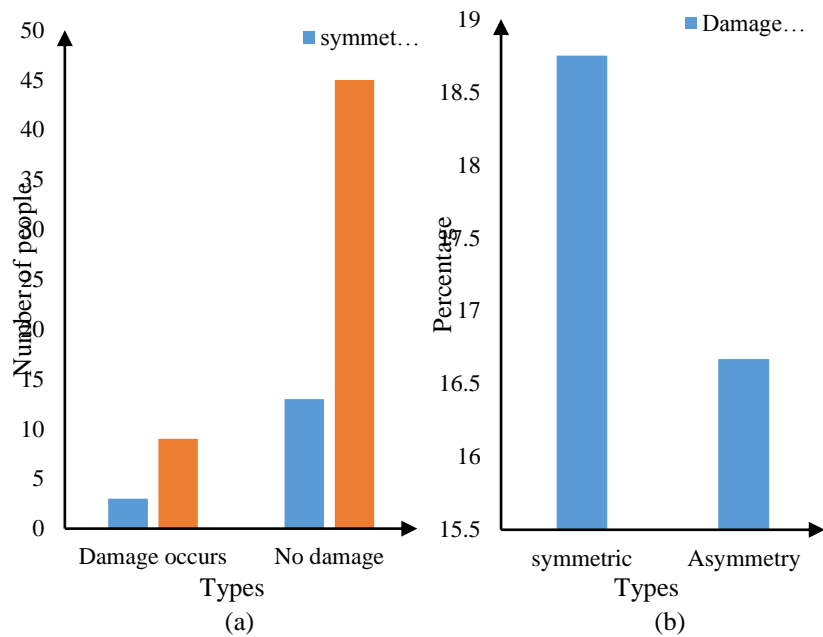 50
45
40
35
30
25
20
15
10
5
0
Number of people
symmet…
Damage occurs
No damage
Types
(a)
19
18.5
18
17.5
17
16.5
16
15.5
Percentage
Damage…
symmetric
Asymmetry
Types
(b)